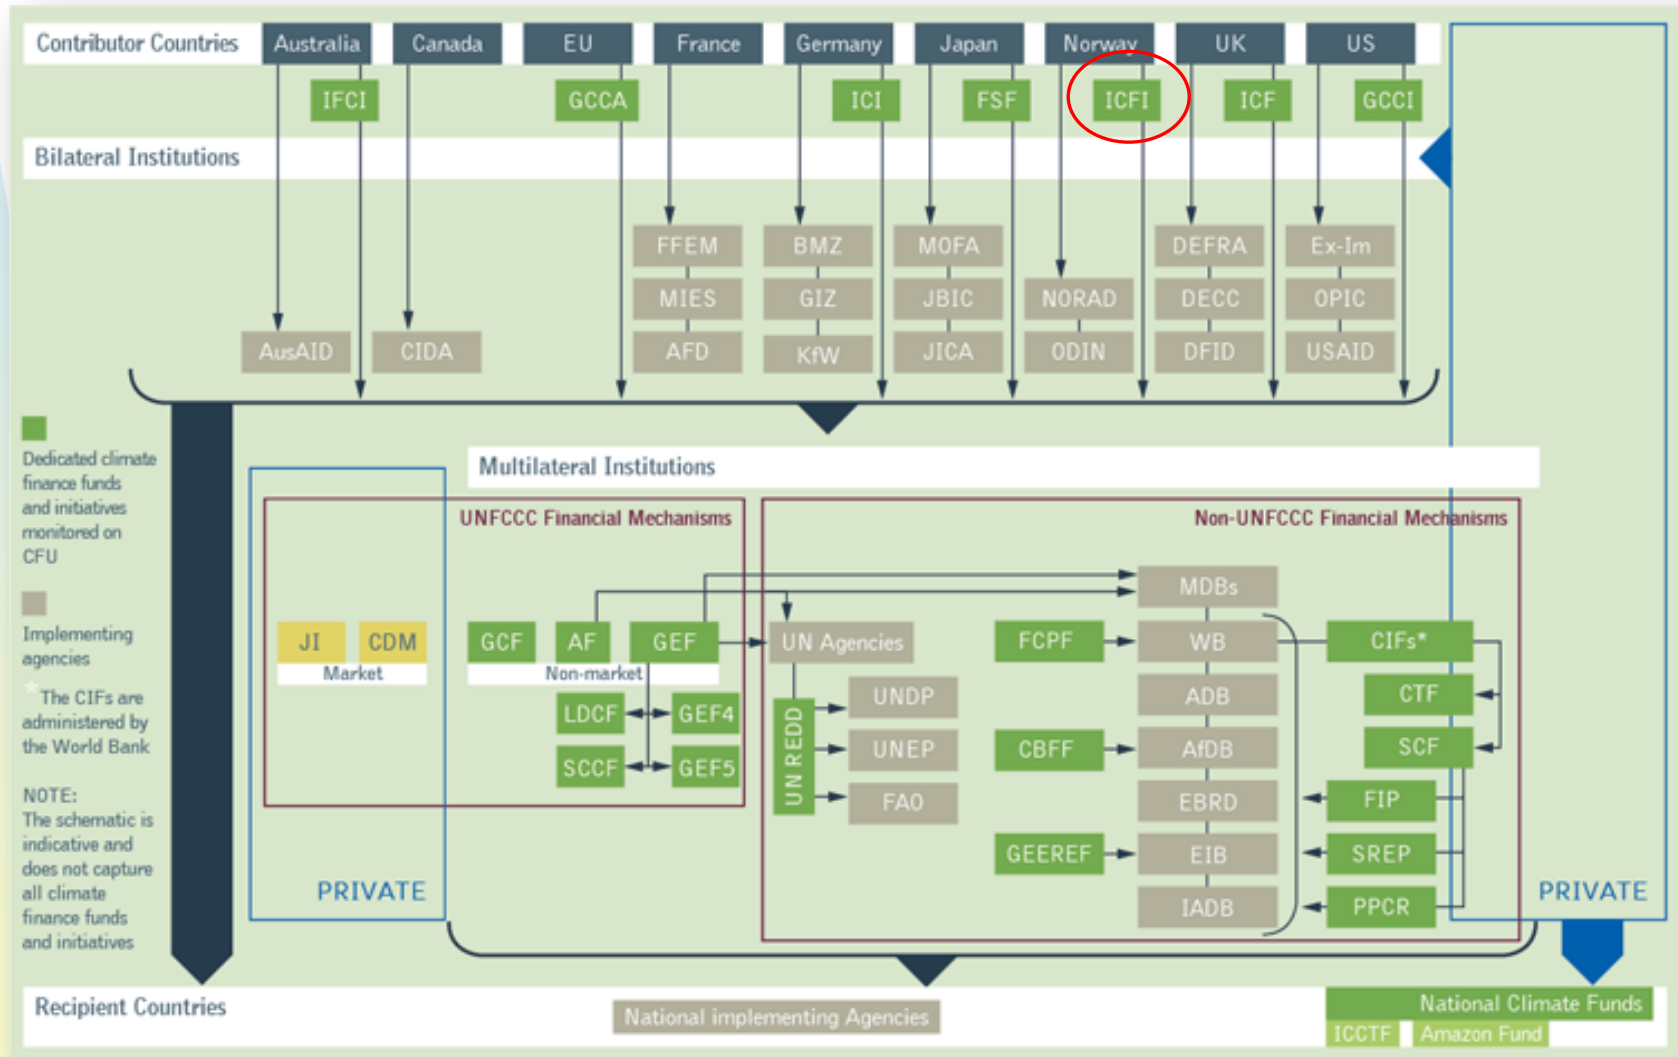 Contributor Countries Australia Canada EU France Germany Japan Norway UK US
IFCI GCCA ICI FSF ICFI ICF GCCI
Bilateral Institutions
FFEM BMZ MOFA DEFRA Ex-Im
MIES GIZ JBIC NORAD DECC OPIC
AusAID CIDA AFD KfW JICA ODIN DFID USAID
Dedicated climate
finance funds
and initiatives
monitored on
CFU
Implementing
agencies
*The CIFs are
administered by
the World Bank
NOTE:
The schematic is
indicative and
does not capture
all climate
finance funds
and initiatives
Multilateral Institutions
UNFCCC Financial Mechanisms
Non-UNFCCC Financial Mechanisms
JI CDM
Market
GCF AF GEF
Non-market
LDCF GEF4
SCCF GEF5
PRIVATE
UN Agencies
UN REDD
UNDP
UNEP
FAO
MDBs
FCPF WB CIFs*
ADB CTF
CBFF AfDB SCF
EBRD FIP
GEEREF EIB SREP
IADB PPCR
PRIVATE
Recipient Countries
National implementing Agencies
National Climate Funds
ICCTF Amazon Fund